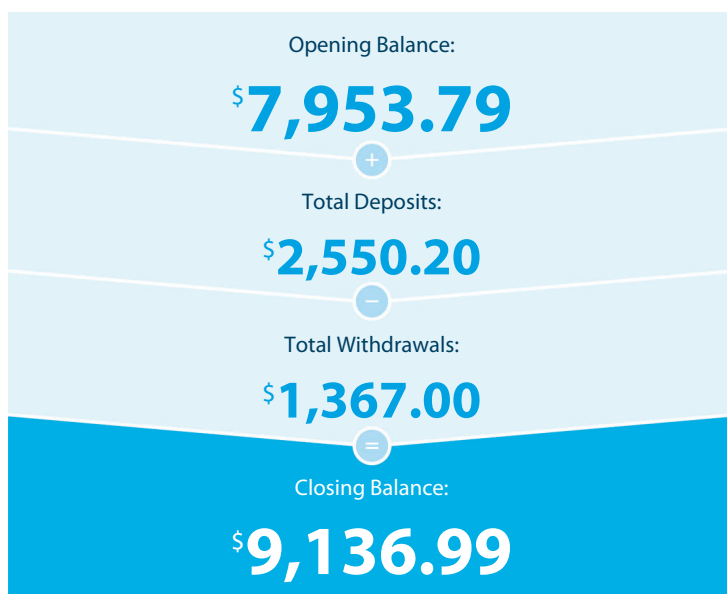 Opening Balance:
$7,953.79
+
Total Deposits:
$2,550.20
−
Total Withdrawals:
$1,367.00
=
Closing Balance:
$9,136.99